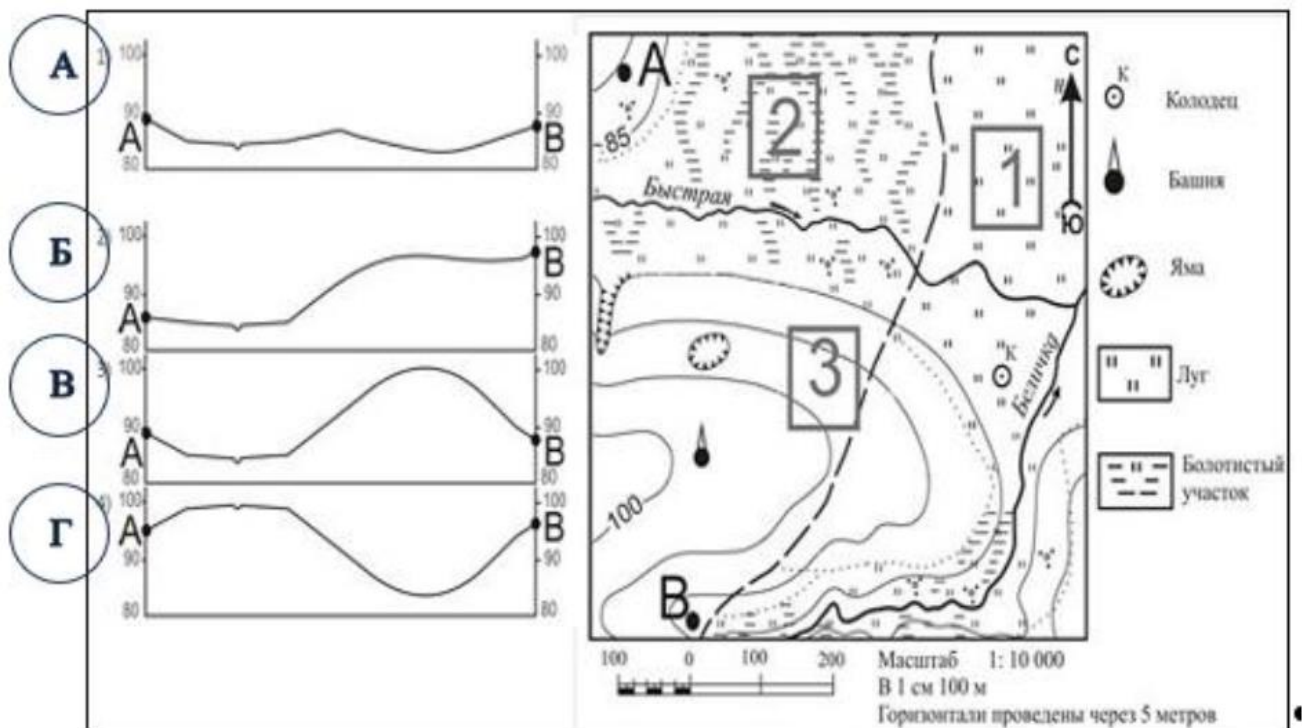 А
1)
100
90
80
A
B
90
80
Б
2)
100
90
80
A
B
100
90
80
В
3)
100
90
80
A
B
100
90
80
Г
100
90
80
A
B
100
90
80
A
85
2
1
С
Ю
Быстрая
3
К
Беличка
100
B
К
Колодец
Башня
Яма
Луг
Болотистый
участок
100 0 100 200
Масштаб 1: 10 000
В 1 см 100 м
Горизонтали проведены через 5 метров